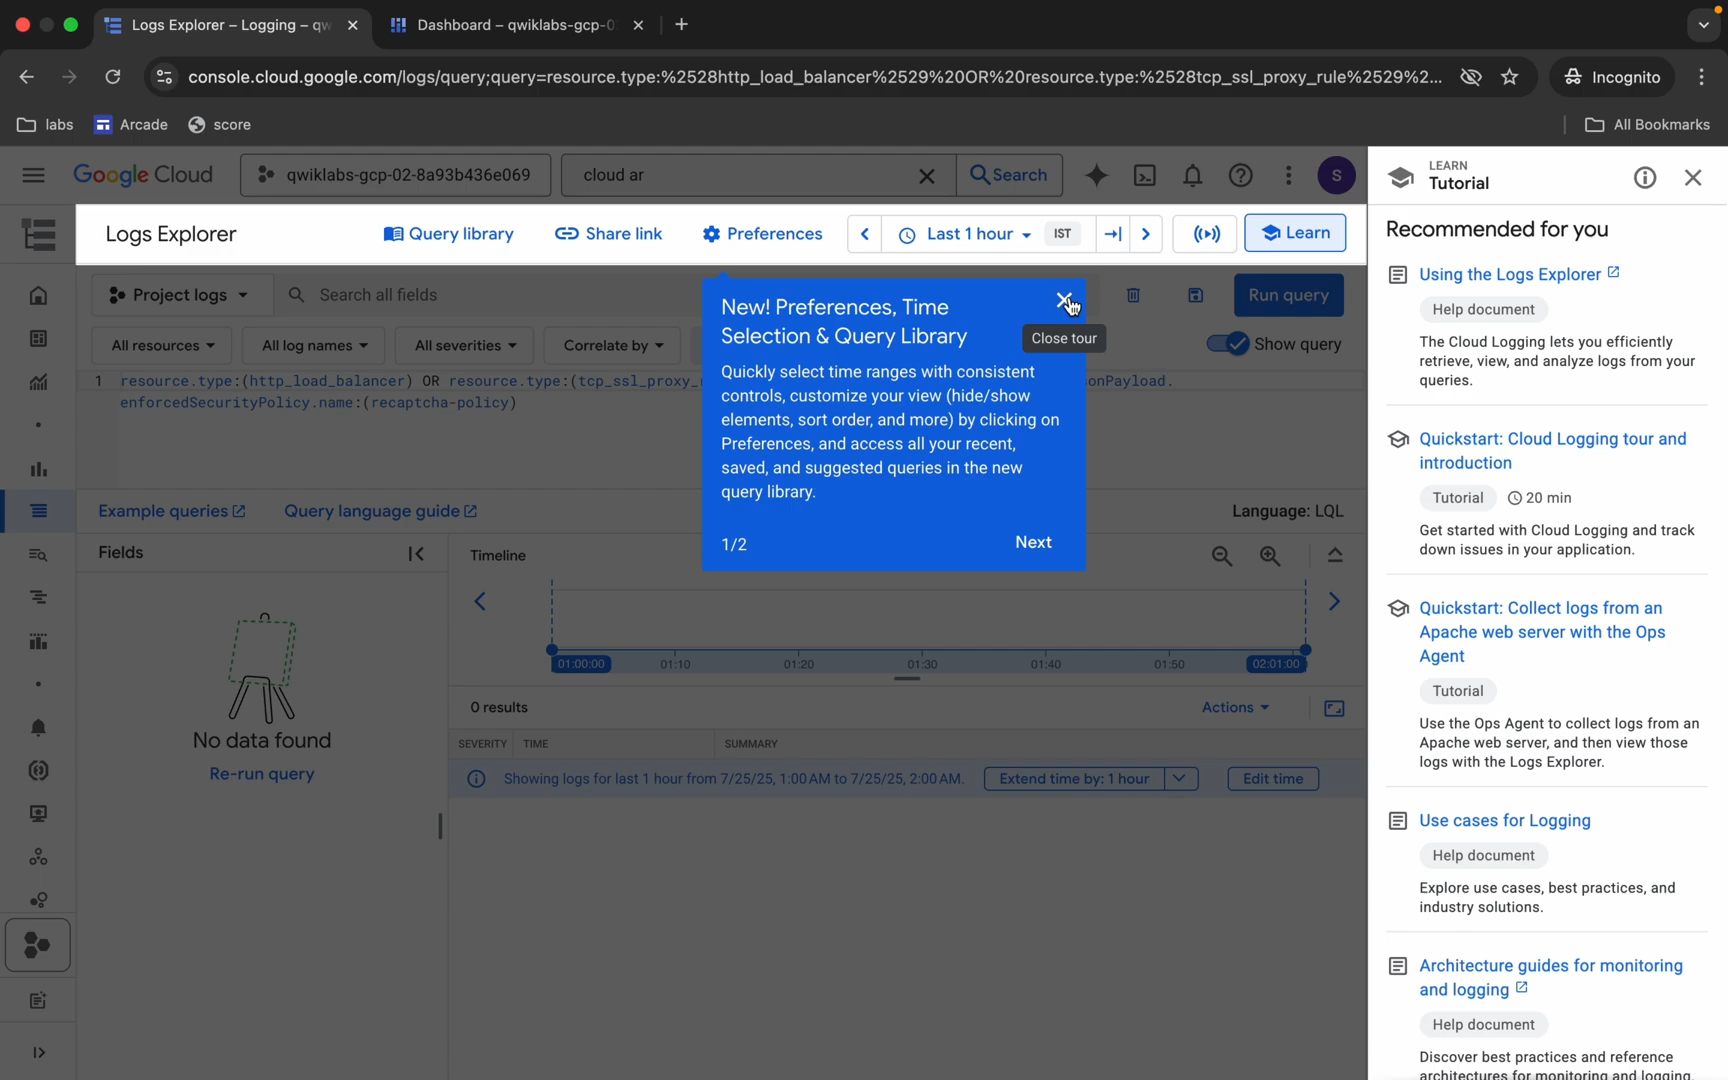 Logs Explorer – Logging – qw
Dashboard – qwiklabs-gcp-0
console.cloud.google.com/logs/query;query=resource.type:%2528http_load_balancer%2529%20OR%20resource.type:%2528tcp_ssl_proxy_rule%2529%2...
Incognito
labs
Arcade
score
All Bookmarks
Google Cloud
qwiklabs-gcp-02-8a93b436e069
cloud ar
Search
S
LEARN
Tutorial
Logs Explorer
Query library
Share link
Preferences
Last 1 hour
IST
Learn
Project logs
Search all fields
Run query
All resources
All log names
All severities
Correlate by
Show query
1 resource.type:(http_load_balancer) OR resource.type:(tcp_ssl_proxy_ onPayload.
enforcedSecurityPolicy.name:(recaptcha-policy)
New! Preferences, Time
Selection & Query Library
Close tour
Quickly select time ranges with consistent
controls, customize your view (hide/show
elements, sort order, and more) by clicking on
Preferences, and access all your recent,
saved, and suggested queries in the new
query library.
1/2
Next
Example queries
Query language guide
Language: LQL
Fields
Timeline
01:00:00
01:10
01:20
01:30
01:40
01:50
02:01:00
No data found
Re-run query
0 results
Actions
SEVERITY
TIME
SUMMARY
Showing logs for last 1 hour from 7/25/25, 1:00 AM to 7/25/25, 2:00 AM.
Extend time by: 1 hour
Edit time
Recommended for you
Using the Logs Explorer
Help document
The Cloud Logging lets you efficiently
retrieve, view, and analyze logs from your
queries.
Quickstart: Cloud Logging tour and
introduction
Tutorial
20 min
Get started with Cloud Logging and track
down issues in your application.
Quickstart: Collect logs from an
Apache web server with the Ops
Agent
Tutorial
Use the Ops Agent to collect logs from an
Apache web server, and then view those
logs with the Logs Explorer.
Use cases for Logging
Help document
Explore use cases, best practices, and
industry solutions.
Architecture guides for monitoring
and logging
Help document
Discover best practices and reference
architectures for monitoring and logging